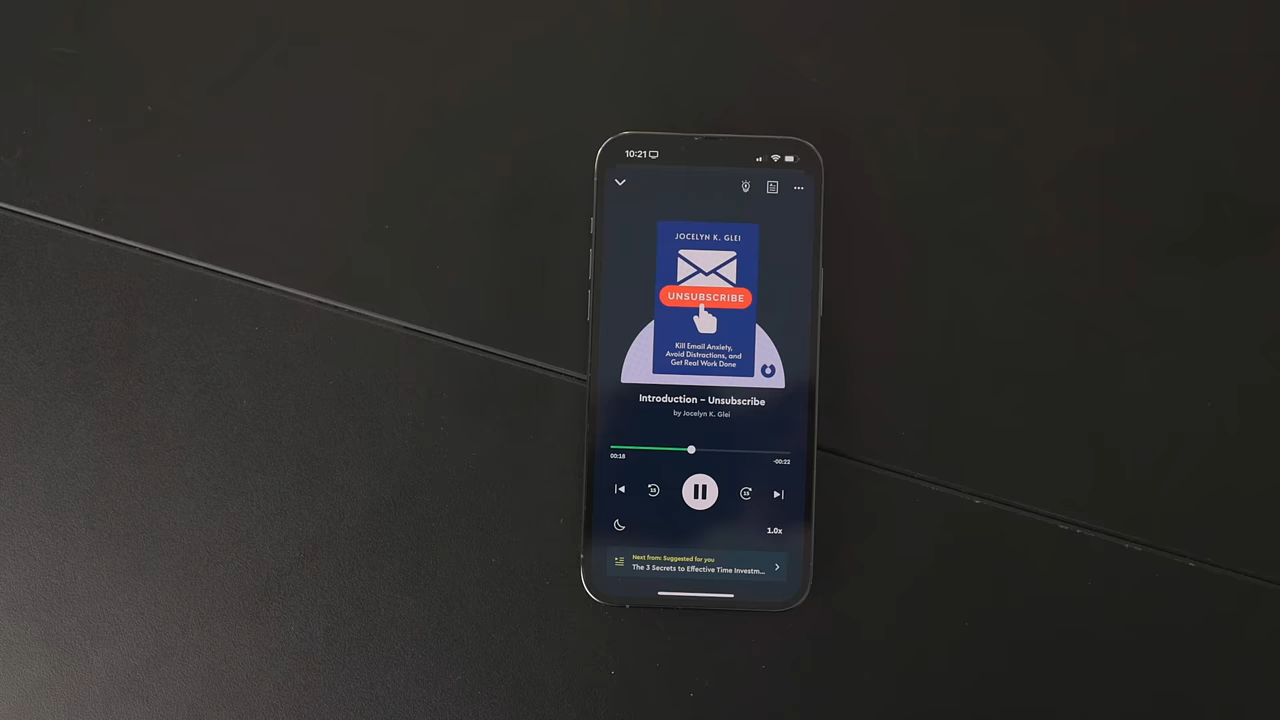 10:21
JOCELYN K. GLEI
UNSUBSCRIBE
Kill Email Anxiety,
Avoid Distractions, and
Get Real Work Done
Introduction – Unsubscribe
by Jocelyn K. Glei
00:18
-00:22
15
15
1.0x
Next from: Suggested for you
The 3 Secrets to Effective Time Investm...